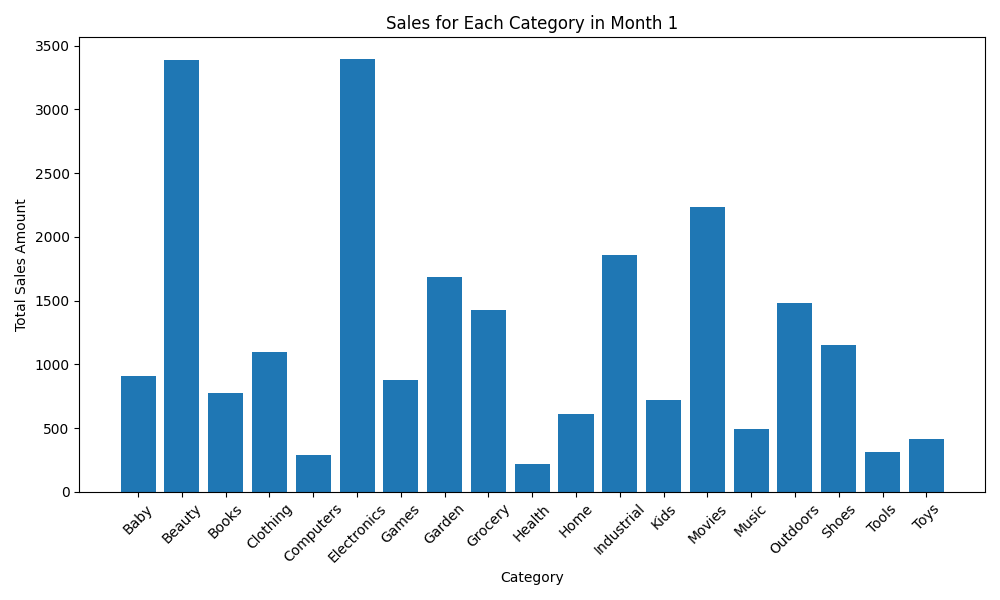 Sales for Each Category in Month 1
Total Sales Amount
3500
3000
2500
2000
1500
1000
500
0
Baby
Beauty
Books
Clothing
Computers
Electronics
Games
Garden
Grocery
Health
Home
Industrial
Kids
Movies
Music
Outdoors
Shoes
Tools
Toys
Category